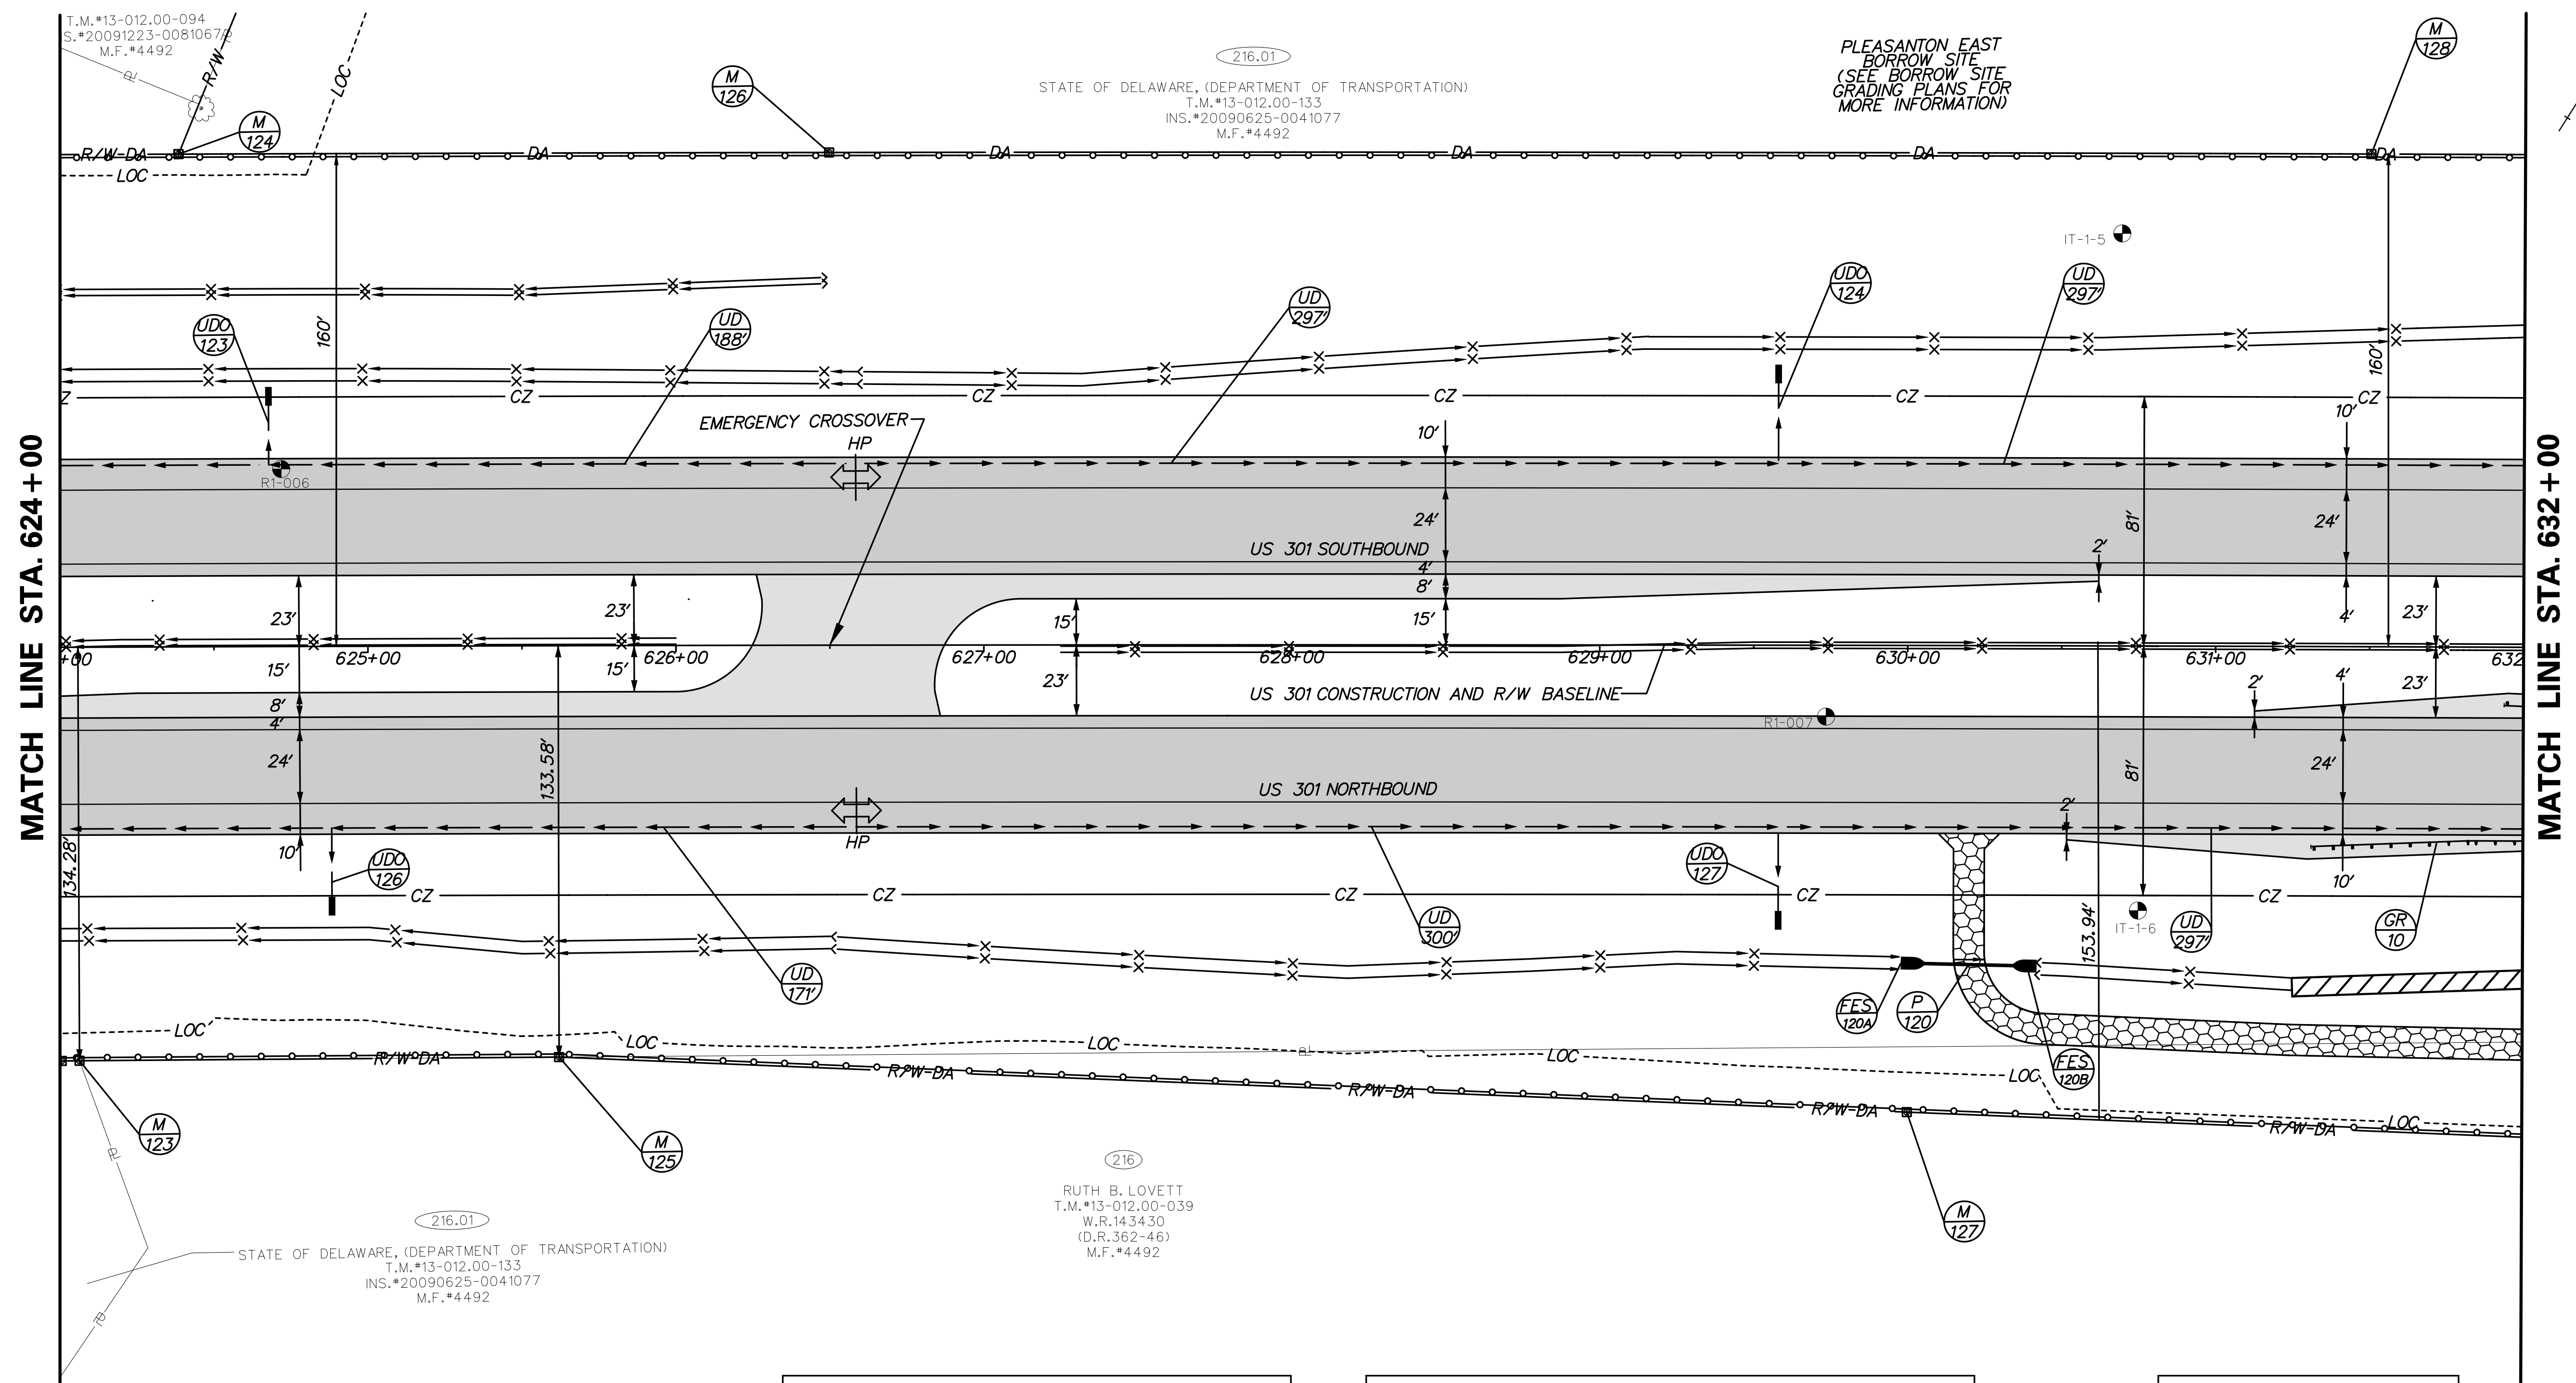 T.M.#13-012.00-094
S.#20091223-0081067
M.F.#4492
R/W
LOC
M
124
M
126
216.01
STATE OF DELAWARE, (DEPARTMENT OF TRANSPORTATION)
T.M.#13-012.00-133
INS.#20090625-0041077
M.F.#4492
PLEASANTON EAST
BORROW SITE
(SEE BORROW SITE
GRADING PLANS FOR
MORE INFORMATION)
M
128
R/W-DA
DA
DA
DA
DA
DA
LOC
IT-1-5
160'
UDO
123
UD
188'
UD
297'
UDO
124
UD
297'
160'
CZ
CZ
CZ
CZ
CZ
EMERGENCY CROSSOVER
HP
R1-006
10'
10'
24'
24'
81'
US 301 SOUTHBOUND
4'
2'
8'
23'
23'
15'
15'
4'
23'
+00
625+00
626+00
627+00
628+00
629+00
630+00
631+00
632
15'
15'
23'
US 301 CONSTRUCTION AND R/W BASELINE
2'
4'
23'
8'
4'
R1-007
24'
133.58'
81'
24'
US 301 NORTHBOUND
2'
HP
134.28'
10'
10'
UDO
126
UDO
127
CZ
CZ
CZ
CZ
CZ
UD
171'
UD
300'
153.94'
IT-1-6
UD
297'
GR
10
FES
120A
P
120
FES
120B
LOC
LOC
LOC
LOC
LOC
LOC
R/W-DA
R/W-DA
R/W-DA
R/W-DA
R/W-DA
M
123
M
125
M
127
216
RUTH B. LOVETT
T.M.#13-012.00-039
W.R.143430
(D.R.362-46)
M.F.#4492
216.01
STATE OF DELAWARE, (DEPARTMENT OF TRANSPORTATION)
T.M.#13-012.00-133
INS.#20090625-0041077
M.F.#4492
MATCH LINE STA. 624+00
MATCH LINE STA. 632+00